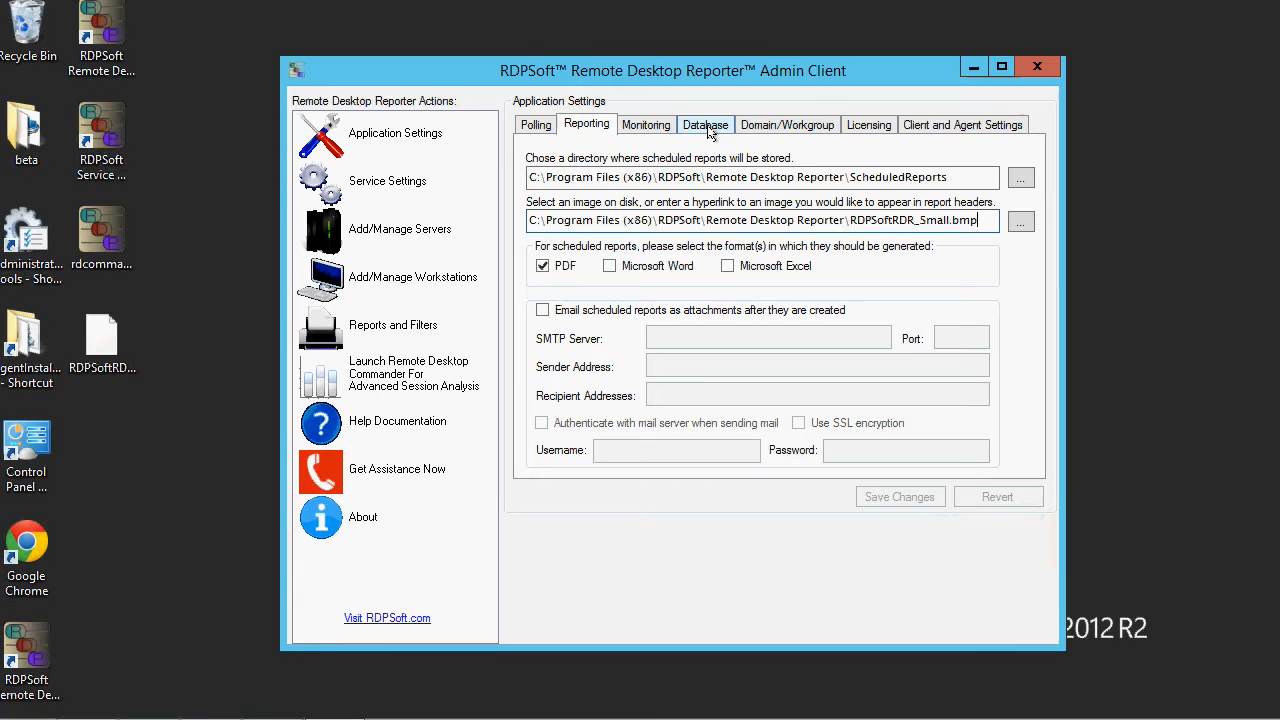 Recycle Bin
RDPSoft
Remote De...
beta
RDPSoft
Service ...
dministrat...
ools - Sho...
rdcomma...
gentInstal...
- Shortcut
RDPSoftRD...
Control
Panel ...
Google
Chrome
RDPSoft
emote De...
RDPSoft™ Remote Desktop Reporter™ Admin Client
Remote Desktop Reporter Actions:
Application Settings
Service Settings
Add/Manage Servers
Add/Manage Workstations
Reports and Filters
Launch Remote Desktop
Commander For
Advanced Session Analysis
Help Documentation
Get Assistance Now
About
Visit RDPSoft.com
Application Settings
Polling Reporting Monitoring Database Domain/Workgroup Licensing Client and Agent Settings
Chose a directory where scheduled reports will be stored.
C:\Program Files (x86)\RDPSoft\Remote Desktop Reporter\ScheduledReports ...
Select an image on disk, or enter a hyperlink to an image you would like to appear in report headers.
C:\Program Files (x86)\RDPSoft\Remote Desktop Reporter\RDPSoftRDR_Small.bmp ...
For scheduled reports, please select the format(s) in which they should be generated:
PDF Microsoft Word Microsoft Excel
Email scheduled reports as attachments after they are created
SMTP Server: Port:
Sender Address:
Recipient Addresses:
Authenticate with mail server when sending mail Use SSL encryption
Username: Password:
Save Changes Revert
2012 R2